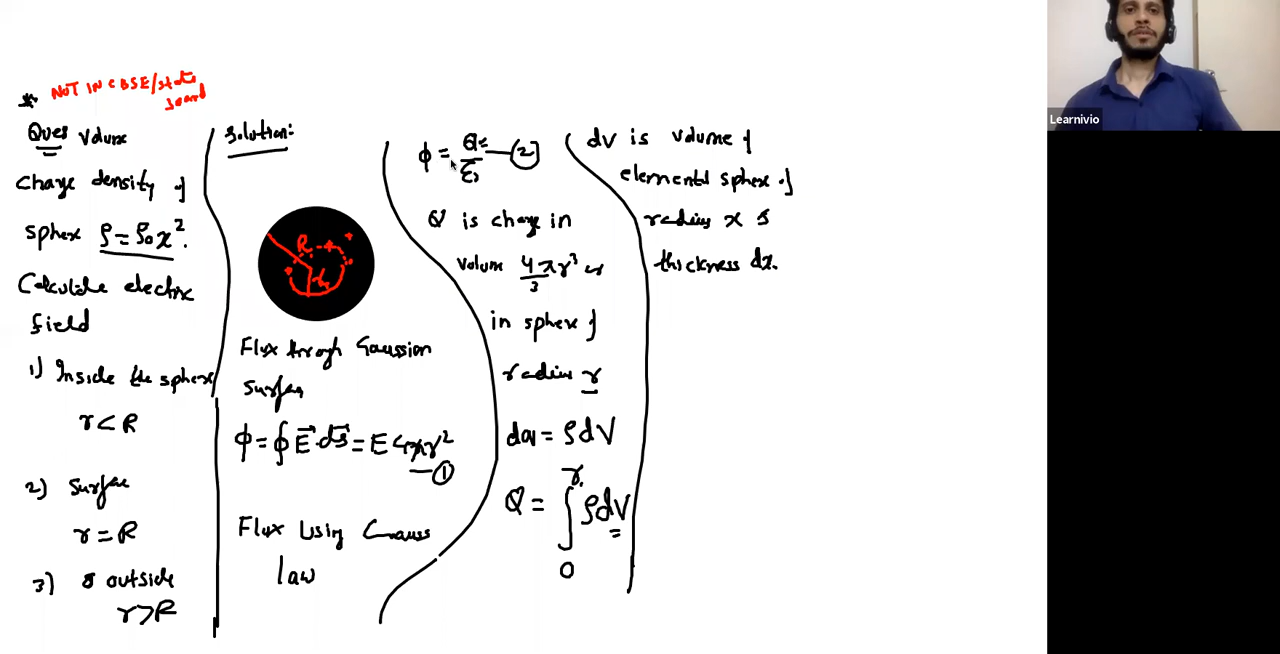 * NOT IN CBSE/state
board
Ques Volume
charge density of
sphere ρ = ρ₀x².
Calculate electric
field
1) Inside the sphere
r < R
2) Surface
r = R
3) outside
r > R
Solution:
R
r
Flux through Gaussian
Surface
ϕ = ∮ E⃗·ds⃗ = E 4πr² —①
Flux Using Gauss
law
ϕ = Q/ε₀ —②
Q is charge in
volume 4/3 πr³ or
in sphere of
radius r
dQ = ρdV
Q = ∫₀ʳ ρdV
dV is volume of
elemental sphere of
radius x &
thickness dx.
Learnivio